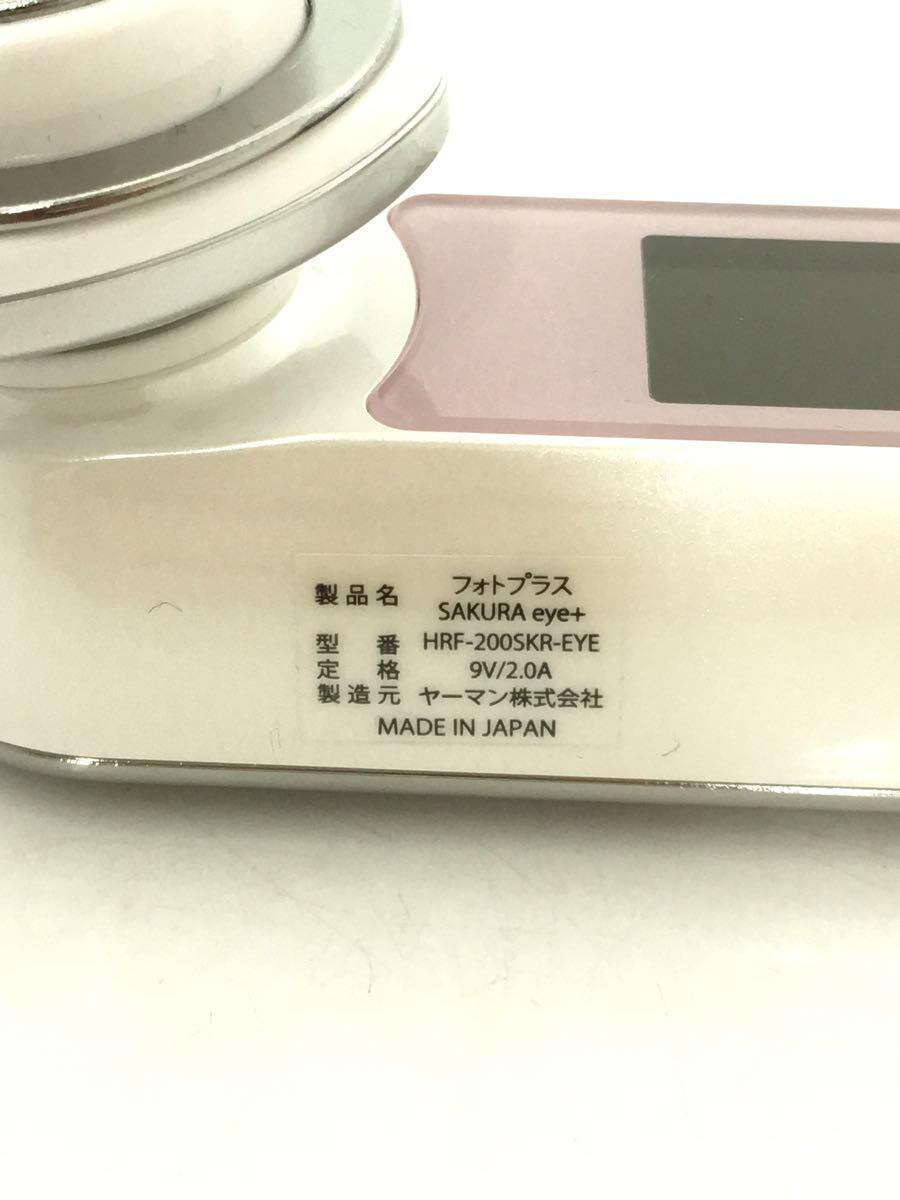 製品名 フォトプラス
SAKURA eye+
型番 HRF-200SKR-EYE
定格 9V/2.0A
製造元 ヤーマン株式会社
MADE IN JAPAN